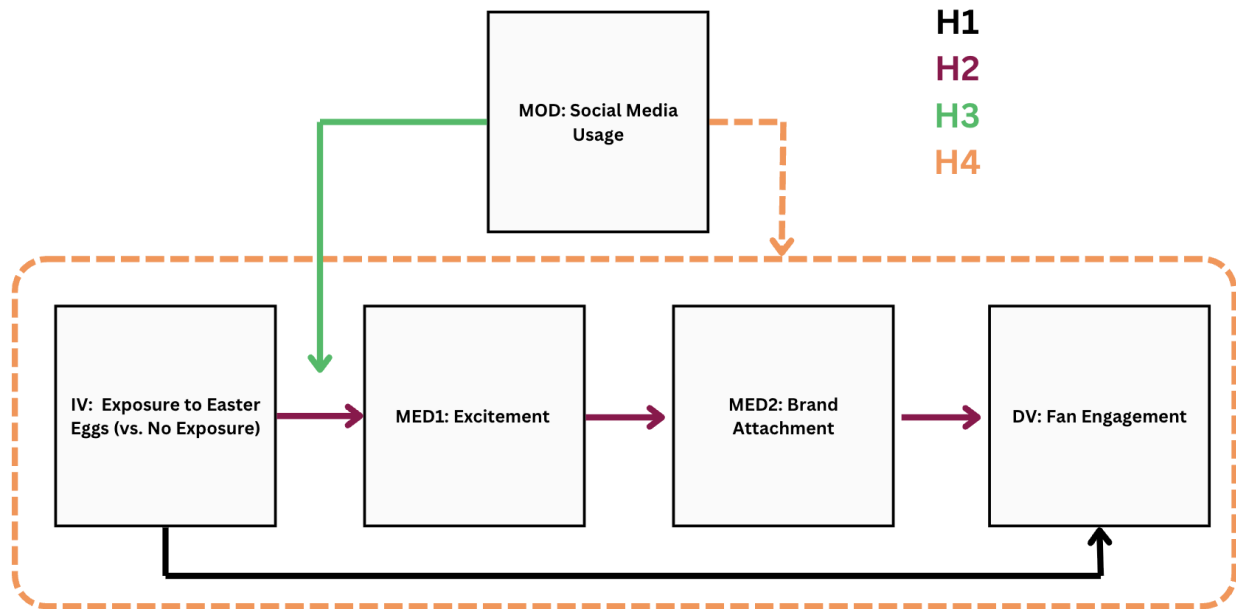 H1
H2
H3
H4
MOD: Social Media
Usage
IV: Exposure to Easter
Eggs (vs. No Exposure)
MED1: Excitement
MED2: Brand
Attachment
DV: Fan Engagement